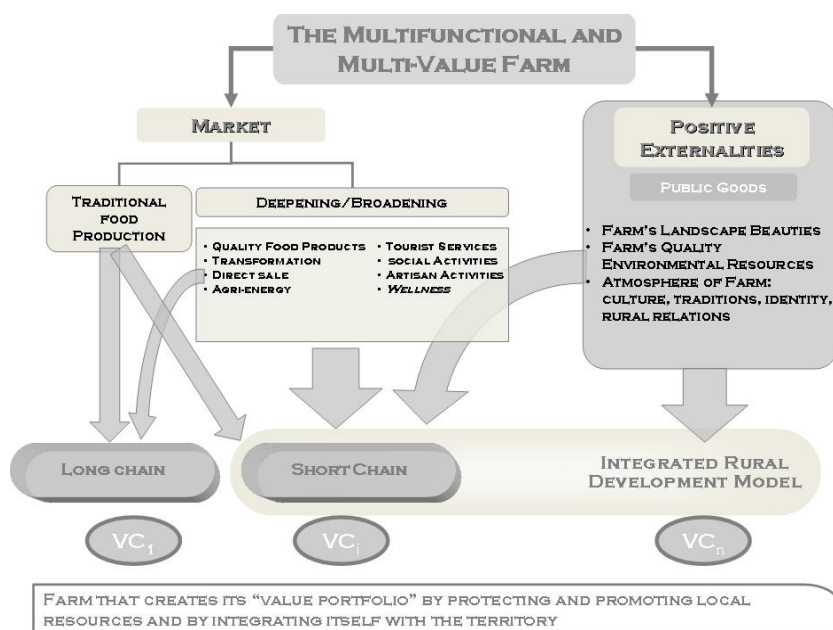 THE MULTIFUNCTIONAL AND
MULTI-VALUE FARM
MARKET
POSITIVE
EXTERNALITIES
PUBLIC GOODS
TRADITIONAL
FOOD
PRODUCTION
DEEPENING/BROADENING
• QUALITY FOOD PRODUCTS
• TRANSFORMATION
• DIRECT SALE
• AGRI-ENERGY
• TOURIST SERVICES
• SOCIAL ACTIVITIES
• ARTISAN ACTIVITIES
• WELLNESS
• FARM'S LANDSCAPE BEAUTIES
• FARM'S QUALITY
ENVIRONMENTAL RESOURCES
• ATMOSPHERE OF FARM:
CULTURE, TRADITIONS, IDENTITY,
RURAL RELATIONS
LONG CHAIN
SHORT CHAIN
INTEGRATED RURAL
DEVELOPMENT MODEL
VC1
VCi
VCn
FARM THAT CREATES ITS "VALUE PORTFOLIO" BY PROTECTING AND PROMOTING LOCAL
RESOURCES AND BY INTEGRATING ITSELF WITH THE TERRITORY